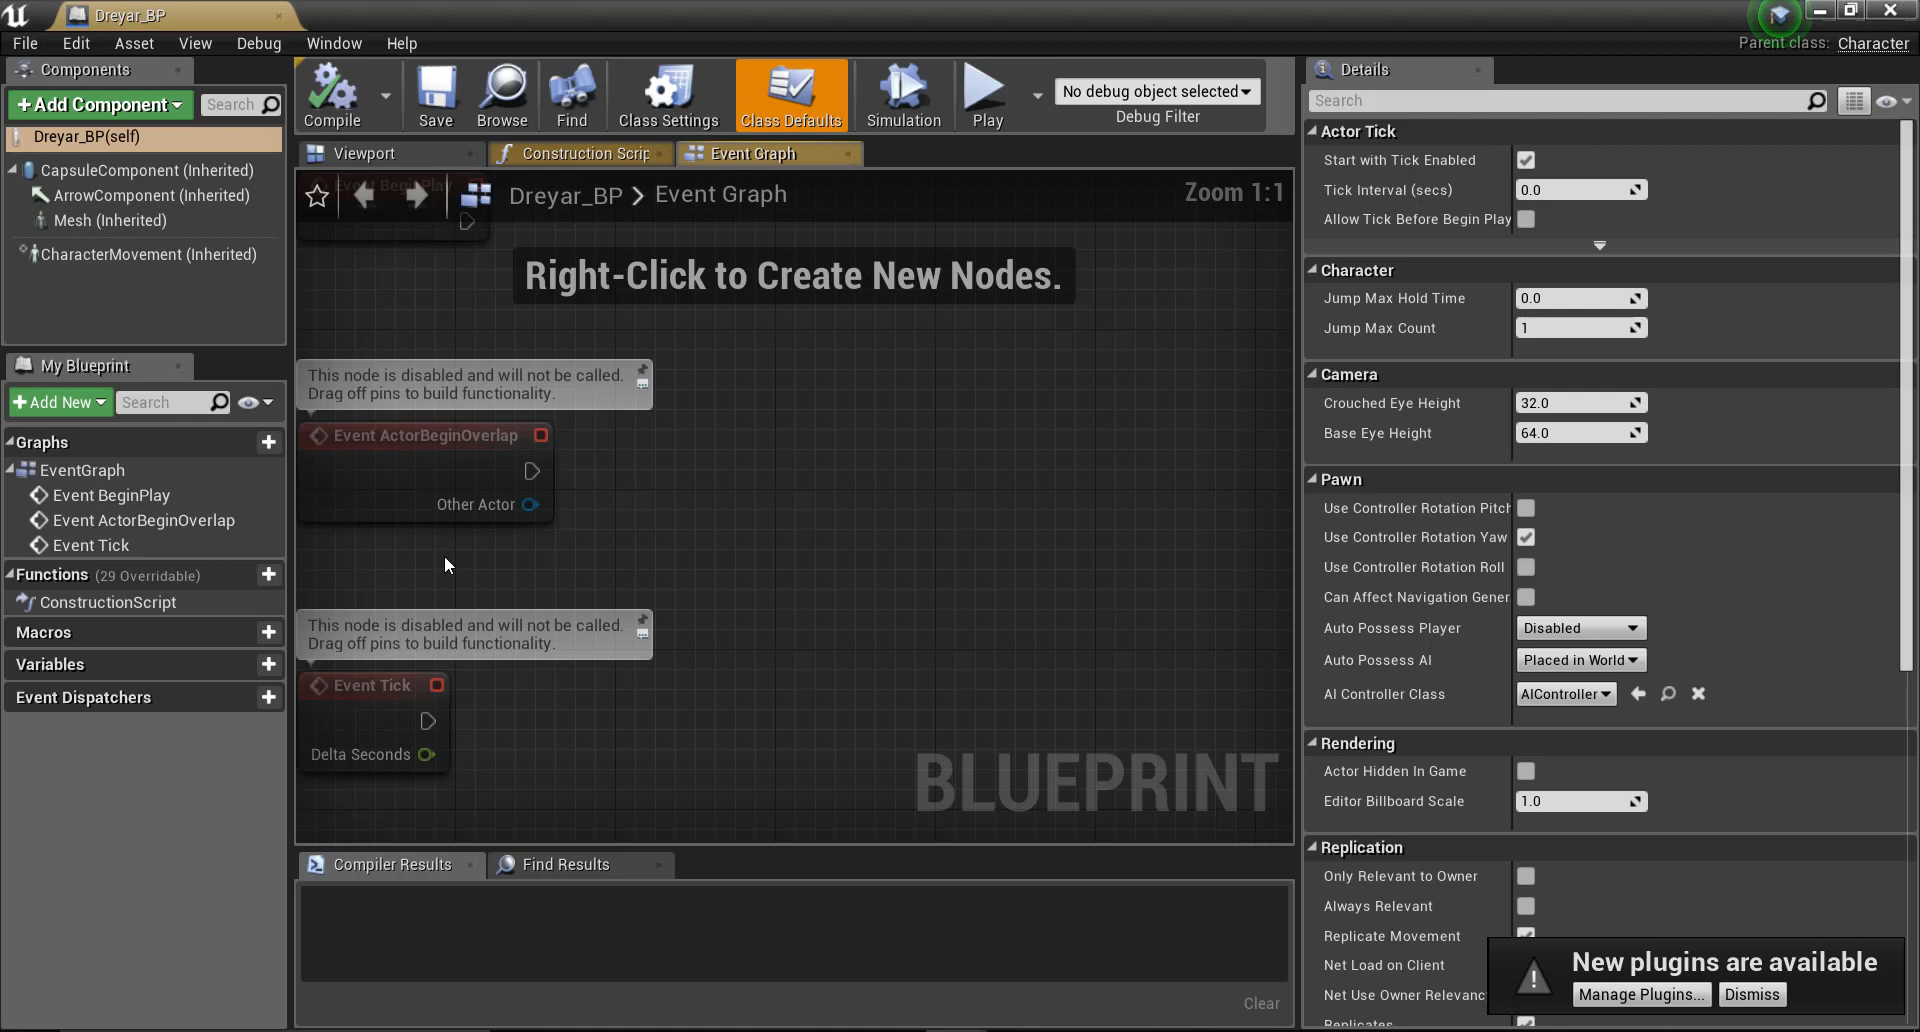 Dreyar_BP
File Edit Asset View Debug Window Help
Parent class: Character
Components
+Add Component
Search
Dreyar_BP(self)
CapsuleComponent (Inherited)
ArrowComponent (Inherited)
Mesh (Inherited)
CharacterMovement (Inherited)
My Blueprint
+Add New
Search
Graphs
EventGraph
Event BeginPlay
Event ActorBeginOverlap
Event Tick
Functions (29 Overridable)
ConstructionScript
Macros
Variables
Event Dispatchers
Compile
Save
Browse
Find
Class Settings
Class Defaults
Simulation
Play
No debug object selected
Debug Filter
Viewport
Construction Scrip
Event Graph
Event BeginPlay
Dreyar_BP > Event Graph
Zoom 1:1
Right-Click to Create New Nodes.
This node is disabled and will not be called.
Drag off pins to build functionality.
Event ActorBeginOverlap
Other Actor
This node is disabled and will not be called.
Drag off pins to build functionality.
Event Tick
Delta Seconds
BLUEPRINT
Compiler Results
Find Results
Clear
Details
Search
Actor Tick
Start with Tick Enabled
Tick Interval (secs) 0.0
Allow Tick Before Begin Play
Character
Jump Max Hold Time 0.0
Jump Max Count 1
Camera
Crouched Eye Height 32.0
Base Eye Height 64.0
Pawn
Use Controller Rotation Pitch
Use Controller Rotation Yaw
Use Controller Rotation Roll
Can Affect Navigation Gener
Auto Possess Player Disabled
Auto Possess AI Placed in World
AI Controller Class AIController
Rendering
Actor Hidden In Game
Editor Billboard Scale 1.0
Replication
Only Relevant to Owner
Always Relevant
Replicate Movement
Net Load on Client
Net Use Owner Relevanc
Replicates
New plugins are available
Manage Plugins...
Dismiss